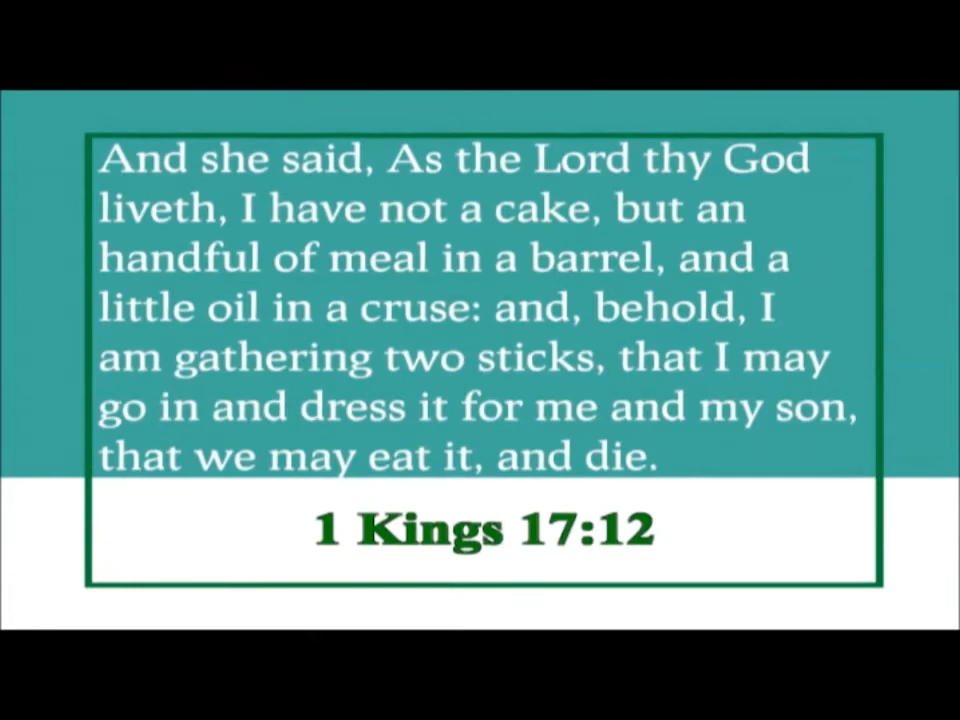 And she said, As the Lord thy God
liveth, I have not a cake, but an
handful of meal in a barrel, and a
little oil in a cruse: and, behold, I
am gathering two sticks, that I may
go in and dress it for me and my son,
that we may eat it, and die.
1 Kings 17:12